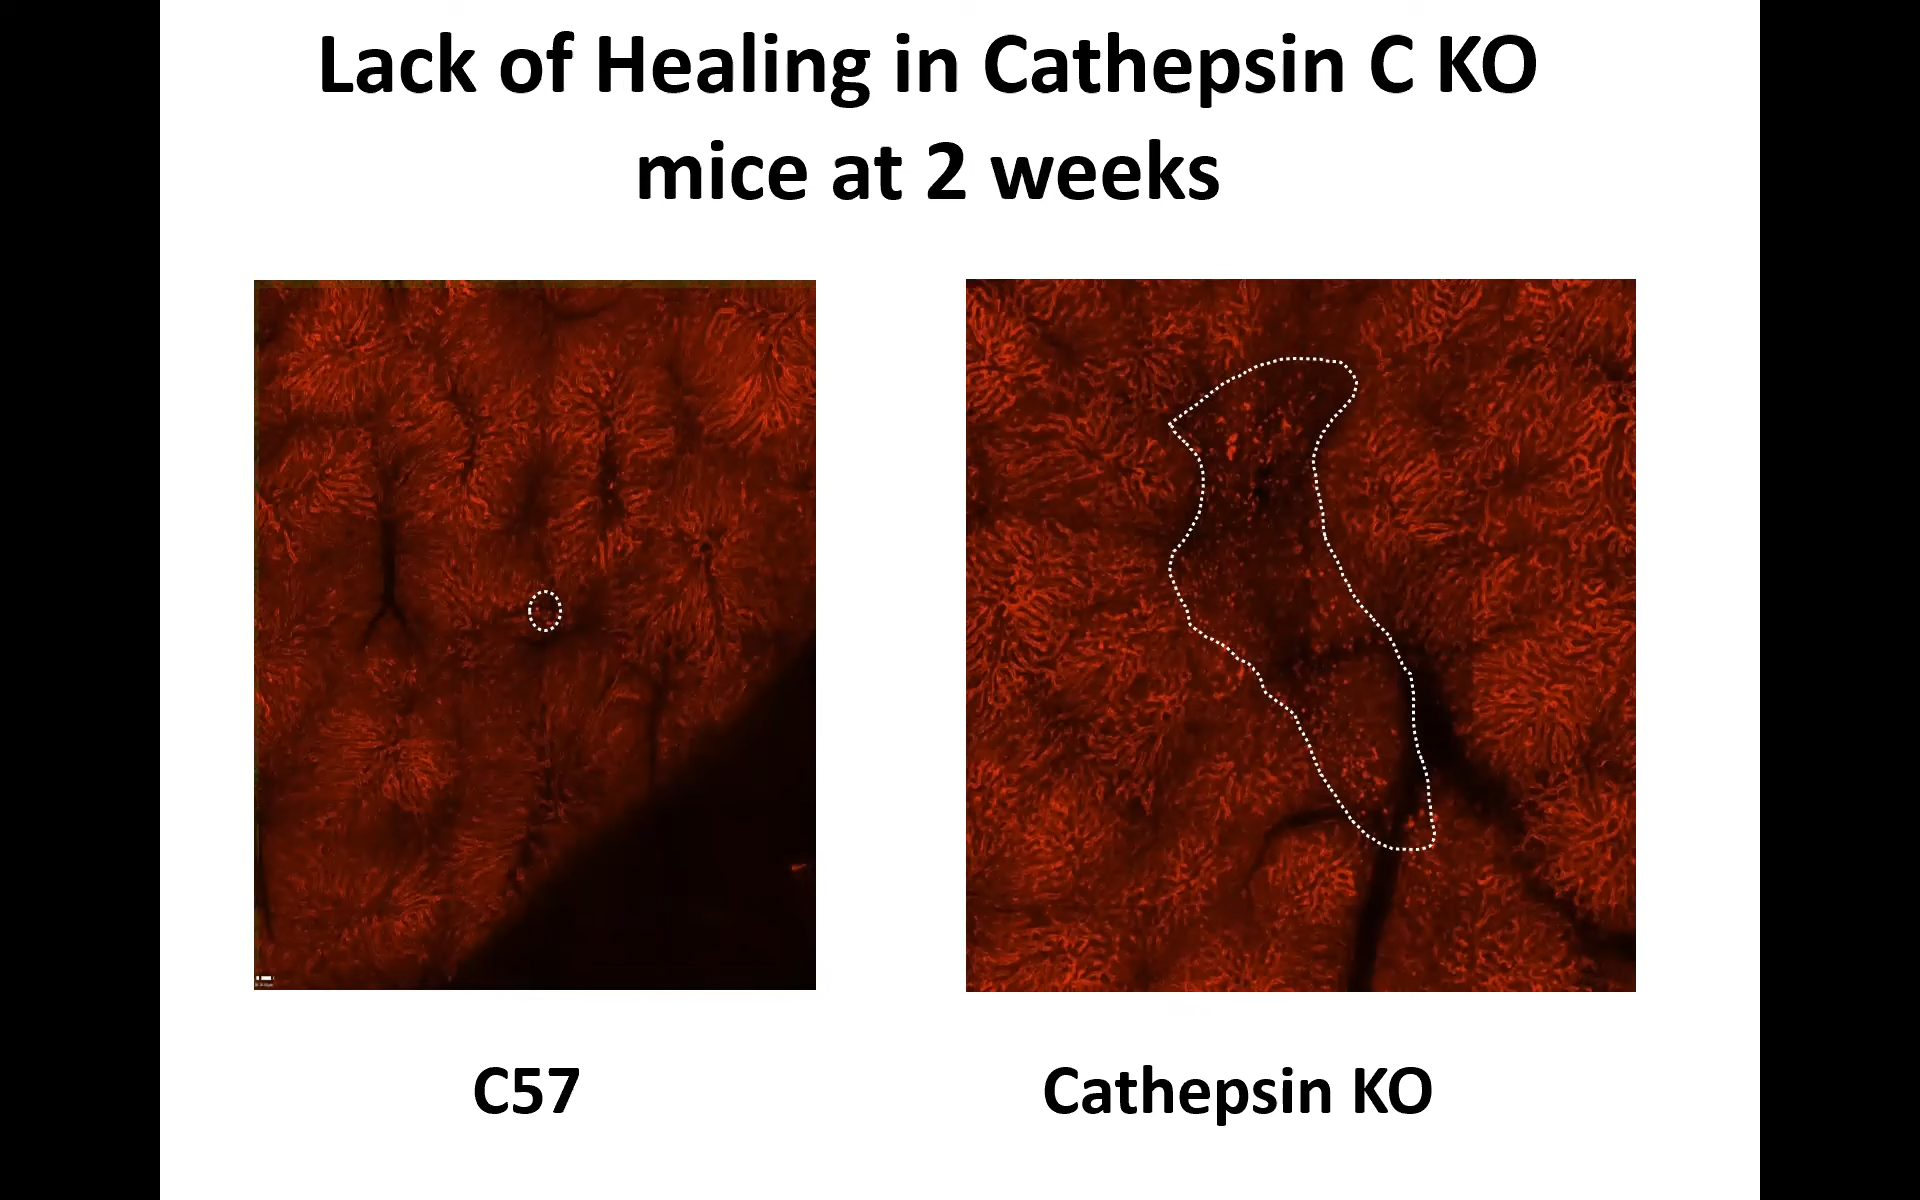 Lack of Healing in Cathepsin C KO
mice at 2 weeks
C57
Cathepsin KO